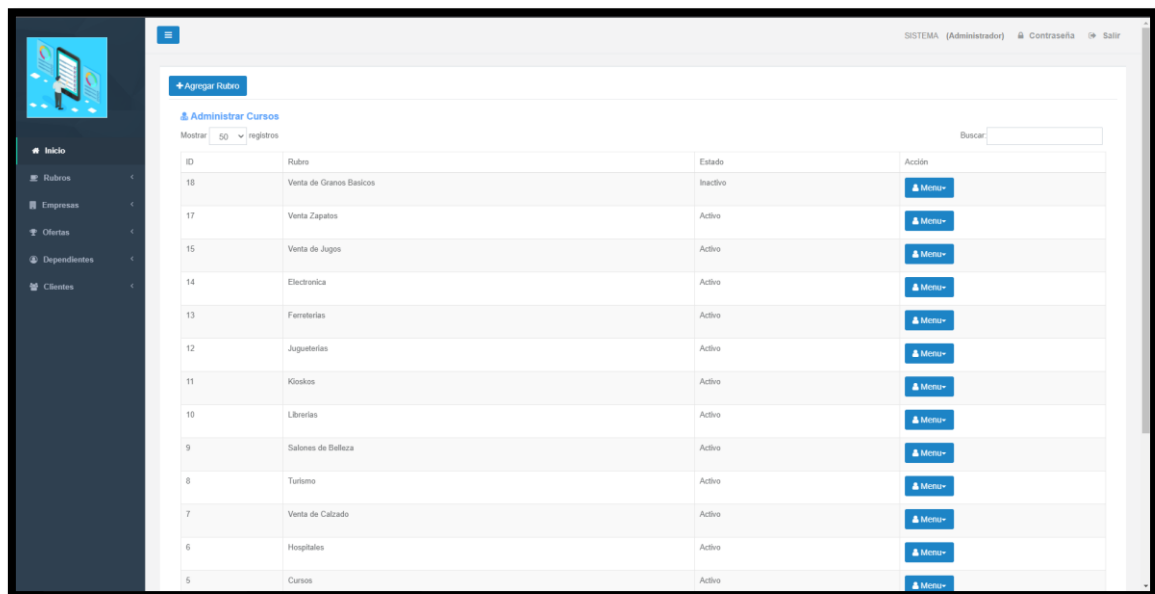 SISTEMA (Administrador) Contraseña Salir
Agregar Rubro
Administrar Cursos
Mostrar 50 registros
Buscar:
Inicio
Rubros
Empresas
Ofertas
Dependientes
Clientes
ID Rubro Estado Acción
18 Venta de Granos Basicos Inactivo Menu
17 Venta Zapatos Activo Menu
15 Venta de Jugos Activo Menu
14 Electronica Activo Menu
13 Ferreterias Activo Menu
12 Jugueterias Activo Menu
11 Kioskos Activo Menu
10 Librerias Activo Menu
9 Salones de Belleza Activo Menu
8 Turismo Activo Menu
7 Venta de Calzado Activo Menu
6 Hospitales Activo Menu
5 Cursos Activo Menu